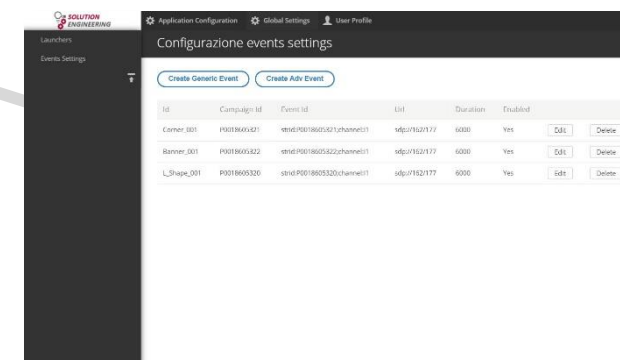 SOLUTION
ENGINEERING
Application Configuration Global Settings User Profile
Launchers
Events Settings
Configurazione events settings
Create Generic Event Create Adv Event
Id Campaign Id Event Id Url Duration Enabled
Corner_001 P0018605321 strid:P0018605321;channel:/1 sdp://162/177 6000 Yes Edit Delete
Banner_001 P0018605322 strid:P0018605322;channel:/1 sdp://162/177 6000 Yes Edit Delete
L_Shape_001 P0018605320 strid:P0018605320;channel:/1 sdp://162/177 6000 Yes Edit Delete